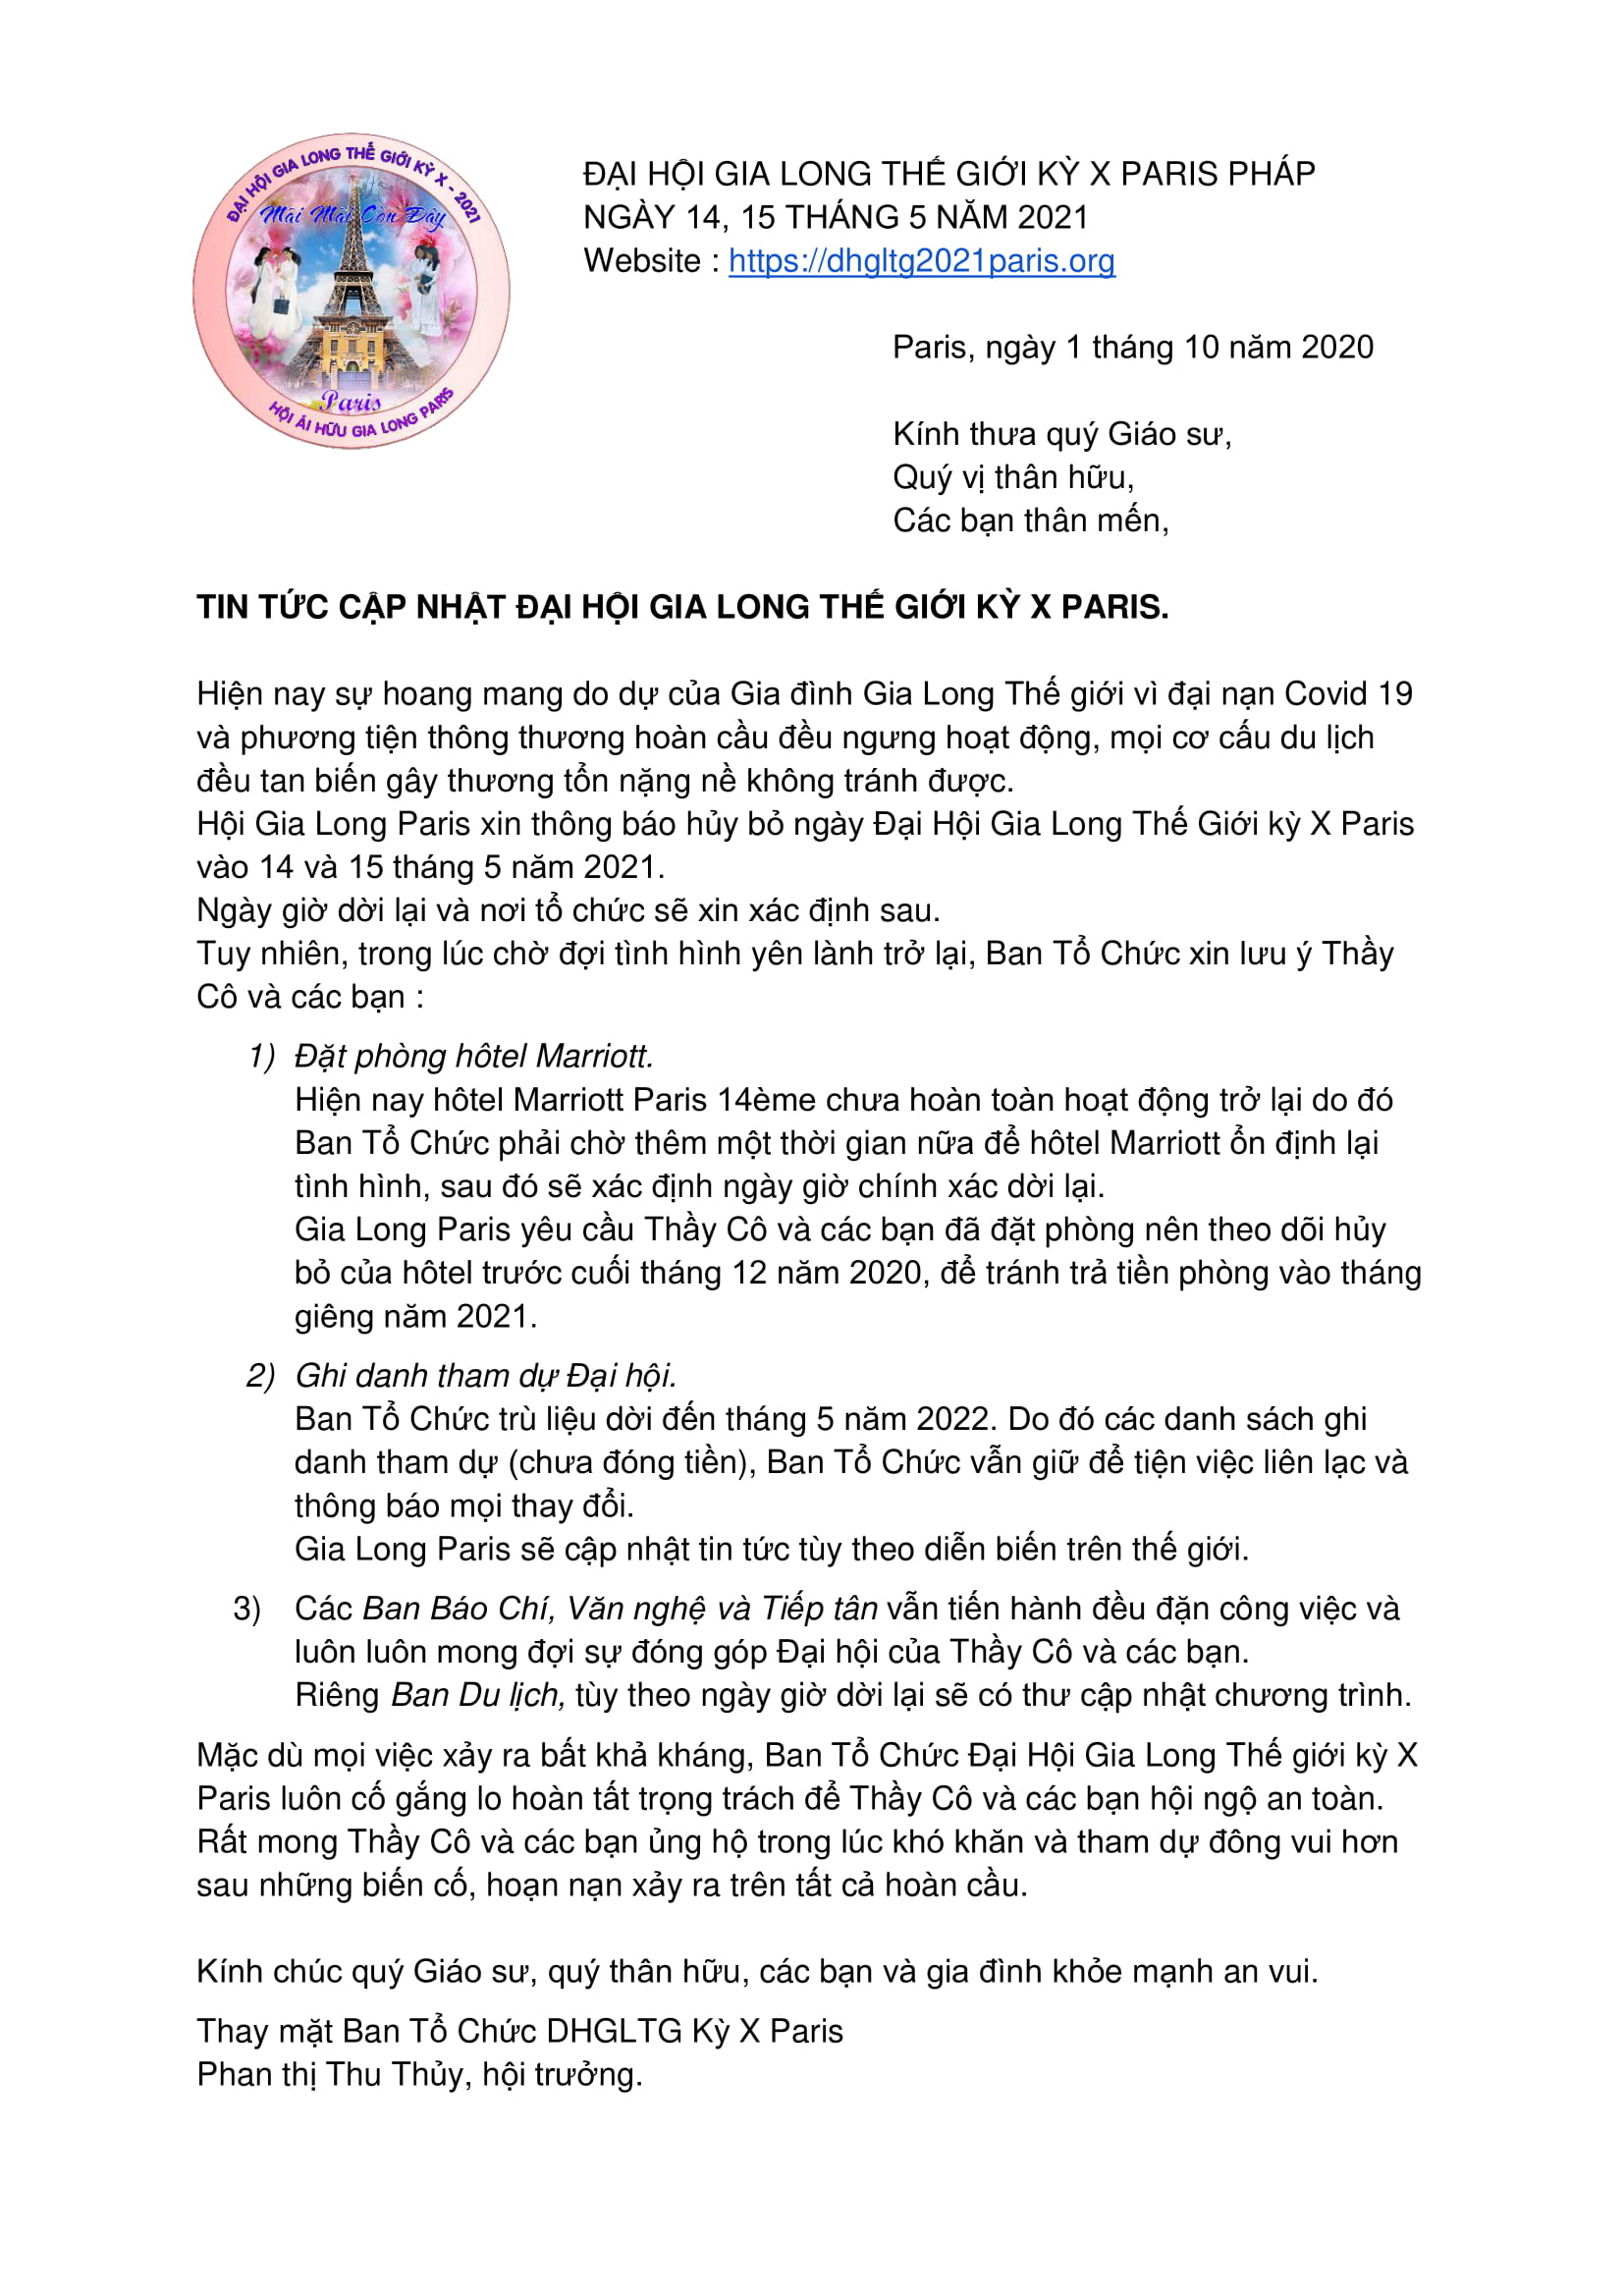 ĐẠI HỘI GIA LONG THẾ GIỚI KỲ X - 2021
Mãi Mãi Còn Đây
Paris
HỘI ÁI HỮU GIA LONG PARIS
ĐẠI HỘI GIA LONG THẾ GIỚI KỲ X PARIS PHÁP
NGÀY 14, 15 THÁNG 5 NĂM 2021
Website : https://dhgltg2021paris.org
Paris, ngày 1 tháng 10 năm 2020
Kính thưa quý Giáo sư,
Quý vị thân hữu,
Các bạn thân mến,
TIN TỨC CẬP NHẬT ĐẠI HỘI GIA LONG THẾ GIỚI KỲ X PARIS.
Hiện nay sự hoang mang do dự của Gia đình Gia Long Thế giới vì đại nạn Covid 19
và phương tiện thông thương hoàn cầu đều ngưng hoạt động, mọi cơ cấu du lịch
đều tan biến gây thương tổn nặng nề không tránh được.
Hội Gia Long Paris xin thông báo hủy bỏ ngày Đại Hội Gia Long Thế Giới kỳ X Paris
vào 14 và 15 tháng 5 năm 2021.
Ngày giờ dời lại và nơi tổ chức sẽ xin xác định sau.
Tuy nhiên, trong lúc chờ đợi tình hình yên lành trở lại, Ban Tổ Chức xin lưu ý Thầy
Cô và các bạn :
1) Đặt phòng hôtel Marriott.
Hiện nay hôtel Marriott Paris 14ème chưa hoàn toàn hoạt động trở lại do đó
Ban Tổ Chức phải chờ thêm một thời gian nữa để hôtel Marriott ổn định lại
tình hình, sau đó sẽ xác định ngày giờ chính xác dời lại.
Gia Long Paris yêu cầu Thầy Cô và các bạn đã đặt phòng nên theo dõi hủy
bỏ của hôtel trước cuối tháng 12 năm 2020, để tránh trả tiền phòng vào tháng
giêng năm 2021.
2) Ghi danh tham dự Đại hội.
Ban Tổ Chức trù liệu dời đến tháng 5 năm 2022. Do đó các danh sách ghi
danh tham dự (chưa đóng tiền), Ban Tổ Chức vẫn giữ để tiện việc liên lạc và
thông báo mọi thay đổi.
Gia Long Paris sẽ cập nhật tin tức tùy theo diễn biến trên thế giới.
3) Các Ban Báo Chí, Văn nghệ và Tiếp tân vẫn tiến hành đều đặn công việc và
luôn luôn mong đợi sự đóng góp Đại hội của Thầy Cô và các bạn.
Riêng Ban Du lịch, tùy theo ngày giờ dời lại sẽ có thư cập nhật chương trình.
Mặc dù mọi việc xảy ra bất khả kháng, Ban Tổ Chức Đại Hội Gia Long Thế giới kỳ X
Paris luôn cố gắng lo hoàn tất trọng trách để Thầy Cô và các bạn hội ngộ an toàn.
Rất mong Thầy Cô và các bạn ủng hộ trong lúc khó khăn và tham dự đông vui hơn
sau những biến cố, hoạn nạn xảy ra trên tất cả hoàn cầu.
Kính chúc quý Giáo sư, quý thân hữu, các bạn và gia đình khỏe mạnh an vui.
Thay mặt Ban Tổ Chức DHGLTG Kỳ X Paris
Phan thị Thu Thủy, hội trưởng.